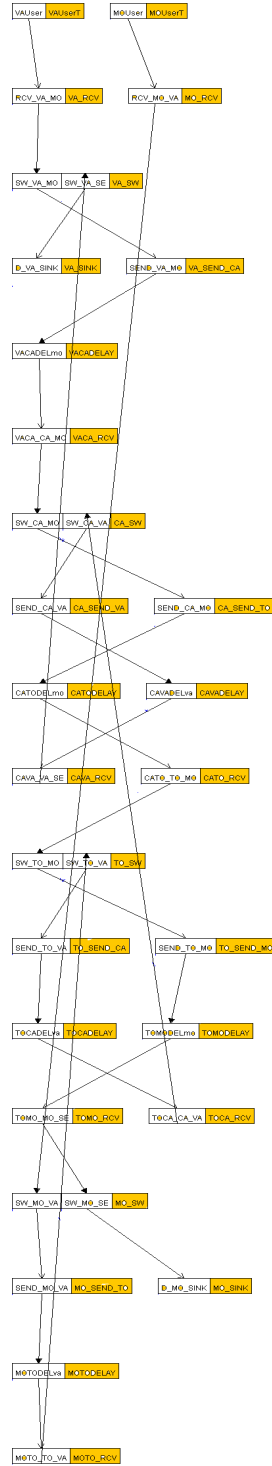 VAUser VAUserT MOUser MOUserT
RCV_VA_MO VA_RCV RCV_MO_VA MO_RCV
SW_VA_MO SW_VA_SE VA_SW
D_VA_SINK VA_SINK SEND_VA_MO VA_SEND_CA
VACADELmo VACADELAY
VACA_CA_MO VACA_RCV
SW_CA_MO SW_CA_VA CA_SW
SEND_CA_VA CA_SEND_VA SEND_CA_MO CA_SEND_TO
CATODELmo CATODELAY CAVADELva CAVADELAY
CAVA_VA_SE CAVA_RCV CATO_TO_MO CATO_RCV
SW_TO_MO SW_TO_VA TO_SW
SEND_TO_VA TO_SEND_CA SEND_TO_MO TO_SEND_MO
TOCADELva TOCADELAY TOMODELmo TOMODELAY
TOMO_MO_SE TOMO_RCV TOCA_CA_VA TOCA_RCV
SW_MO_VA SW_MO_SE MO_SW
SEND_MO_VA MO_SEND_TO D_MO_SINK MO_SINK
MOTODELva MOTODELAY
MOTO_TO_VA MOTO_RCV